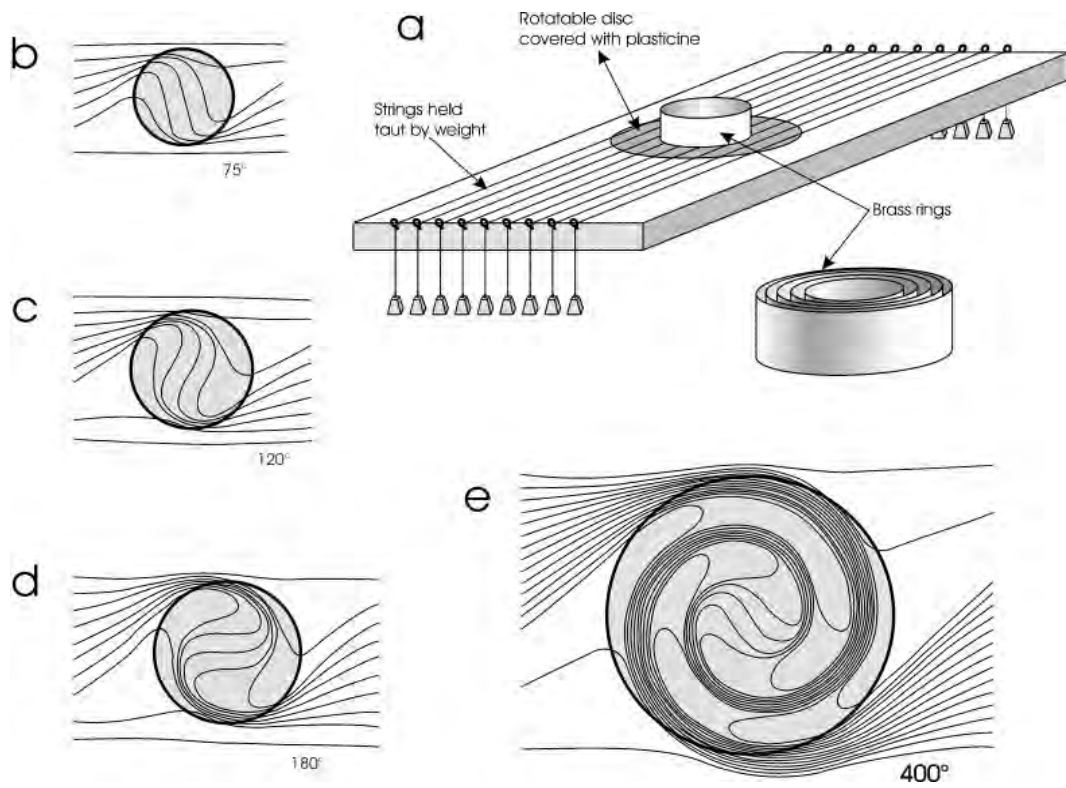 a
Rotatable disc
covered with plasticine
Strings held
taut by weight
Brass rings
b
75°
c
120°
d
180°
e
400°